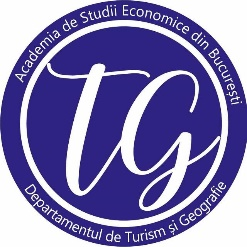 Academia de Studii Economice din București
TG
Departamentul de Turism și Geografie